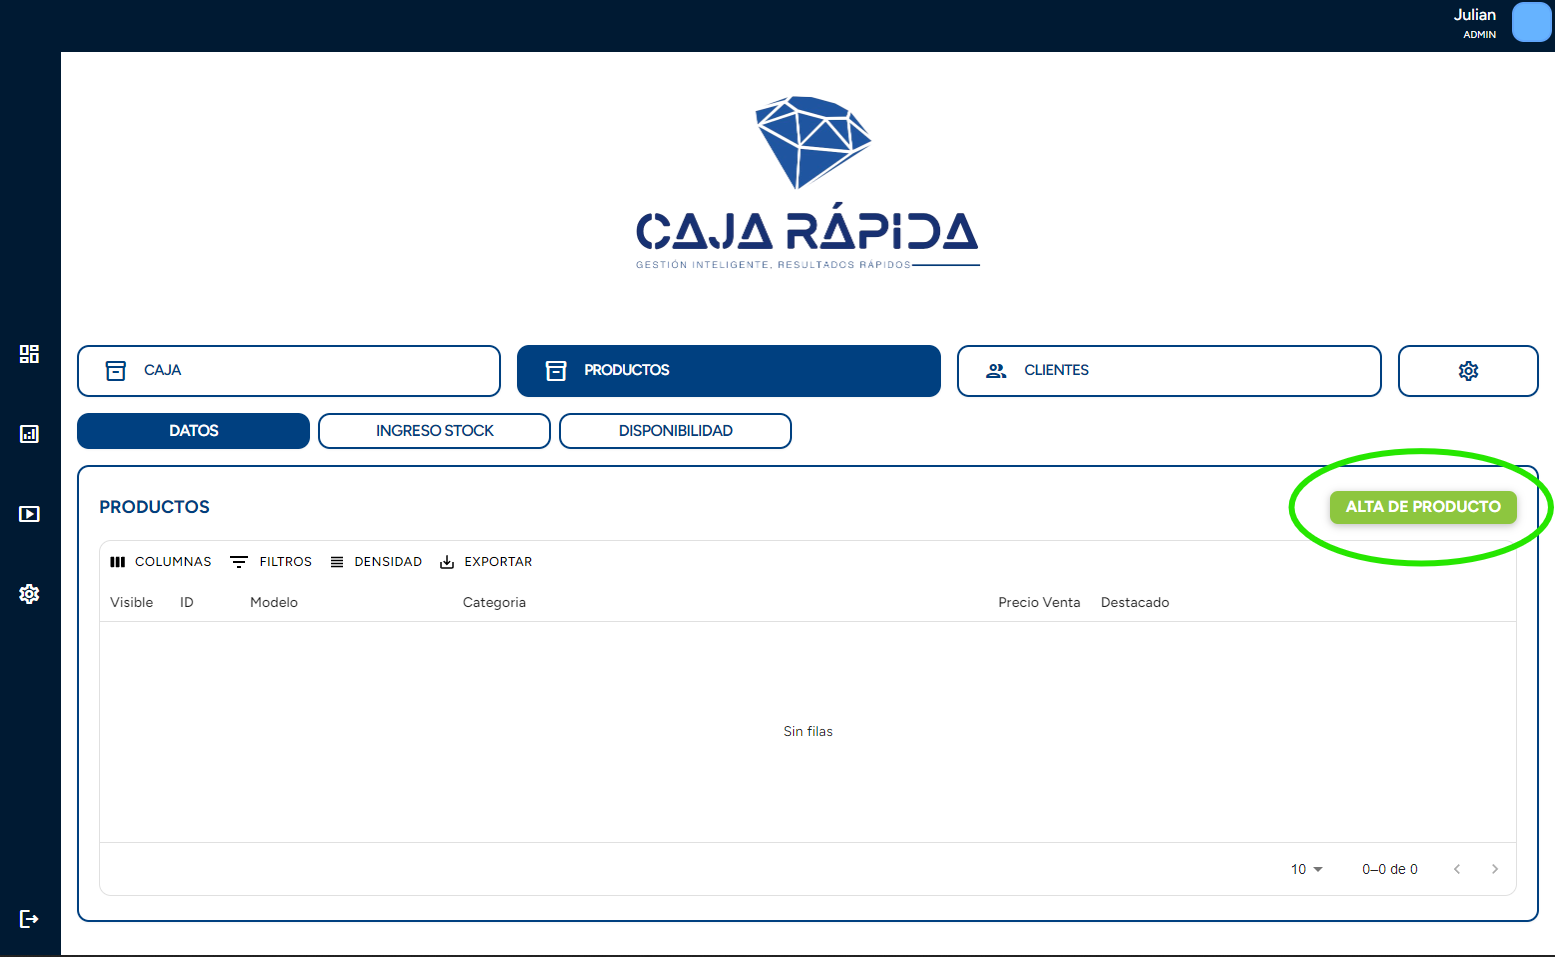 Julian
ADMIN
CAJA RÁPIDA
GESTIÓN INTELIGENTE, RESULTADOS RÁPIDOS
CAJA
PRODUCTOS
CLIENTES
DATOS
INGRESO STOCK
DISPONIBILIDAD
PRODUCTOS
ALTA DE PRODUCTO
COLUMNAS FILTROS DENSIDAD EXPORTAR
Visible ID Modelo Categoria Precio Venta Destacado
Sin filas
10 0–0 de 0